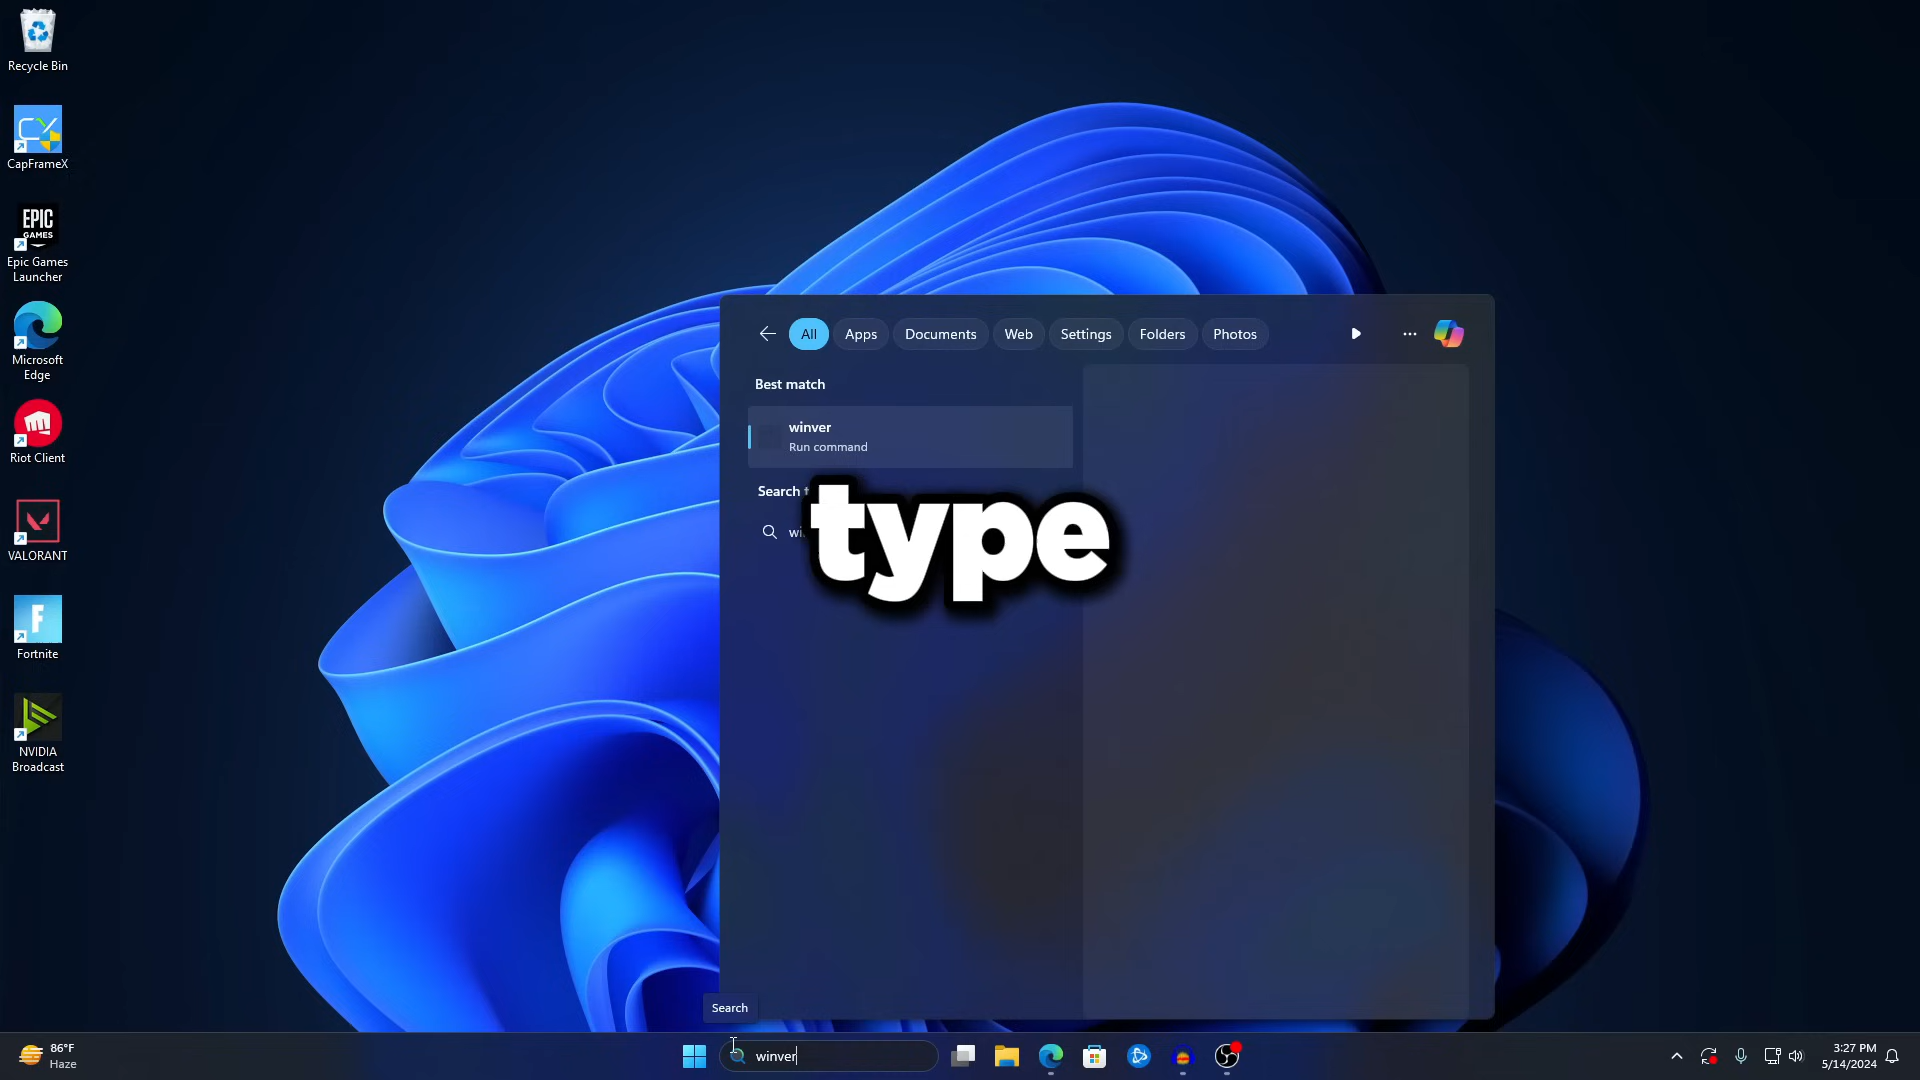 Recycle Bin
CapFrameX
EPIC
GAMES
Epic Games
Launcher
Microsoft
Edge
Riot Client
VALORANT
Fortnite
NVIDIA
Broadcast
All
Apps
Documents
Web
Settings
Folders
Photos
Best match
winver
Run command
Search
type
Search
86°F
Haze
winver
3:27 PM
5/14/2024